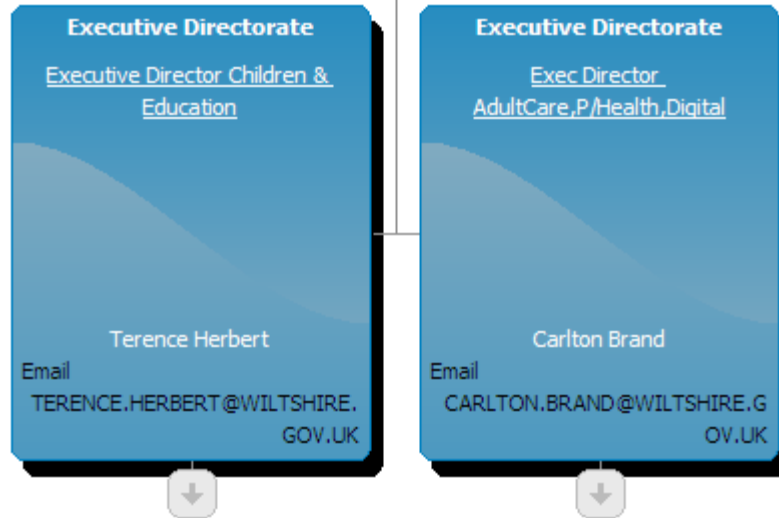 Executive Directorate
Executive Director Children &
Education
Terence Herbert
Email
TERENCE.HERBERT@WILTSHIRE.
GOV.UK
Executive Directorate
Exec Director
AdultCare,P/Health,Digital
Carlton Brand
Email
CARLTON.BRAND@WILTSHIRE.G
OV.UK